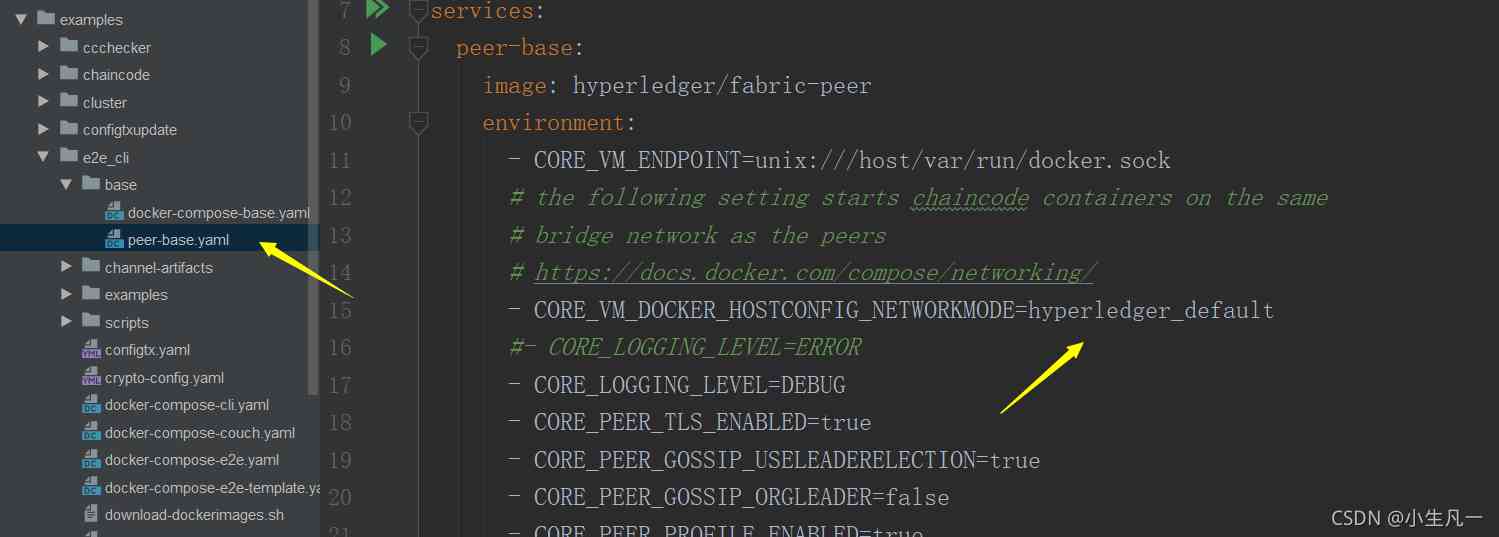 examples
ccchecker
chaincode
cluster
configtxupdate
e2e_cli
base
docker-compose-base.yaml
peer-base.yaml
channel-artifacts
examples
scripts
configtx.yaml
crypto-config.yaml
docker-compose-cli.yaml
docker-compose-couch.yaml
docker-compose-e2e.yaml
docker-compose-e2e-template.ya
download-dockerimages.sh
7 services:
8 peer-base:
9 image: hyperledger/fabric-peer
10 environment:
11 - CORE_VM_ENDPOINT=unix:///host/var/run/docker.sock
12 # the following setting starts chaincode containers on the same
13 # bridge network as the peers
14 # https://docs.docker.com/compose/networking/
15 - CORE_VM_DOCKER_HOSTCONFIG_NETWORKMODE=hyperledger_default
16 #- CORE_LOGGING_LEVEL=ERROR
17 - CORE_LOGGING_LEVEL=DEBUG
18 - CORE_PEER_TLS_ENABLED=true
19 - CORE_PEER_GOSSIP_USELEADERELECTION=true
20 - CORE_PEER_GOSSIP_ORGLEADER=false
21 - CORE_PEER_PROFILE_ENABLED=true
CSDN @小生凡一